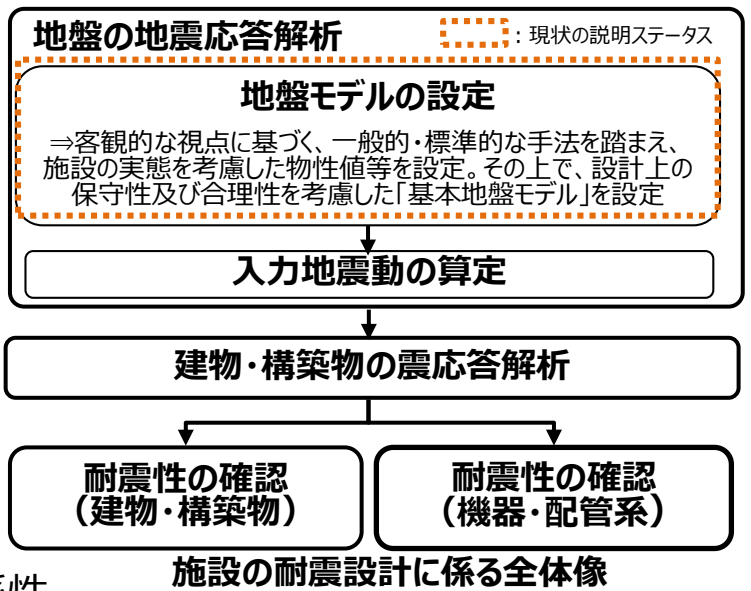 地盤の地震応答解析
：現状の説明ステータス
地盤モデルの設定
⇒客観的な視点に基づく、一般的・標準的な手法を踏まえ、
施設の実態を考慮した物性値等を設定。その上で、設計上の
保守性及び合理性を考慮した「基本地盤モデル」を設定
入力地震動の算定
建物・構築物の震応答解析
耐震性の確認
（建物・構築物）
耐震性の確認
（機器・配管系）
施設の耐震設計に係る全体像